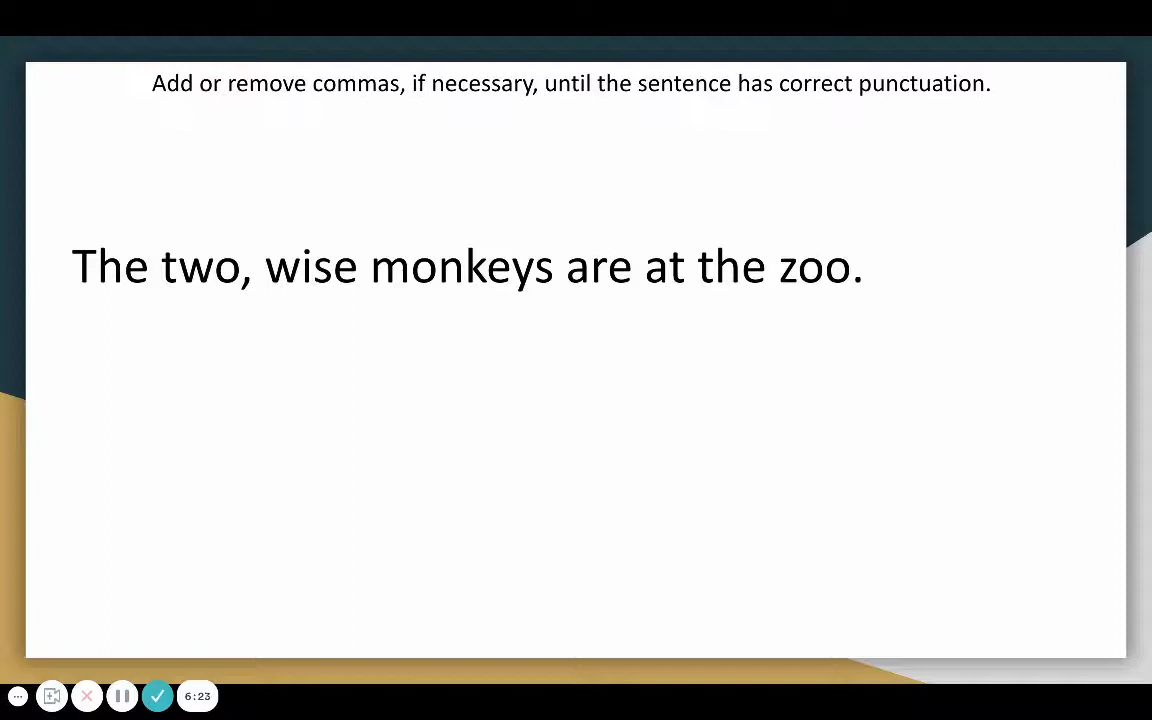 Add or remove commas, if necessary, until the sentence has correct punctuation.
The two, wise monkeys are at the zoo.
6:23